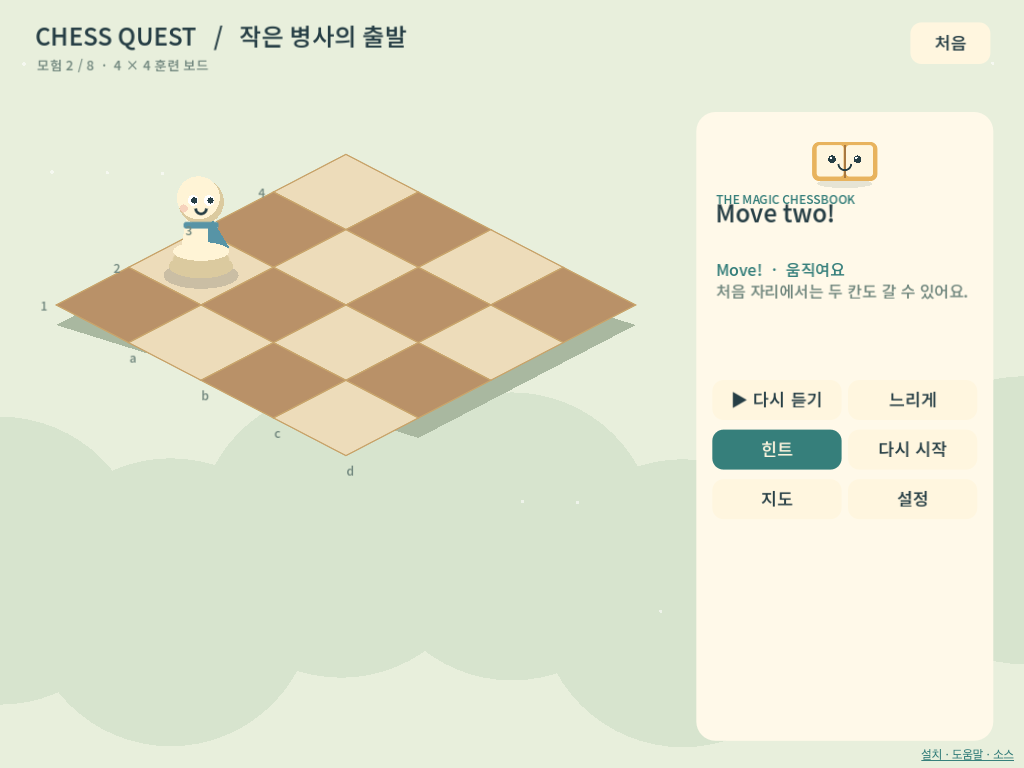 CHESS QUEST / 작은 병사의 출발
모험 2 / 8 · 4 × 4 훈련 보드
처음
4
3
2
1
a
b
c
d
THE MAGIC CHESSBOOK
Move two!
Move! · 움직여요
처음 자리에서는 두 칸도 갈 수 있어요.
▶ 다시 듣기
느리게
힌트
다시 시작
지도
설정
설치 · 도움말 · 소스